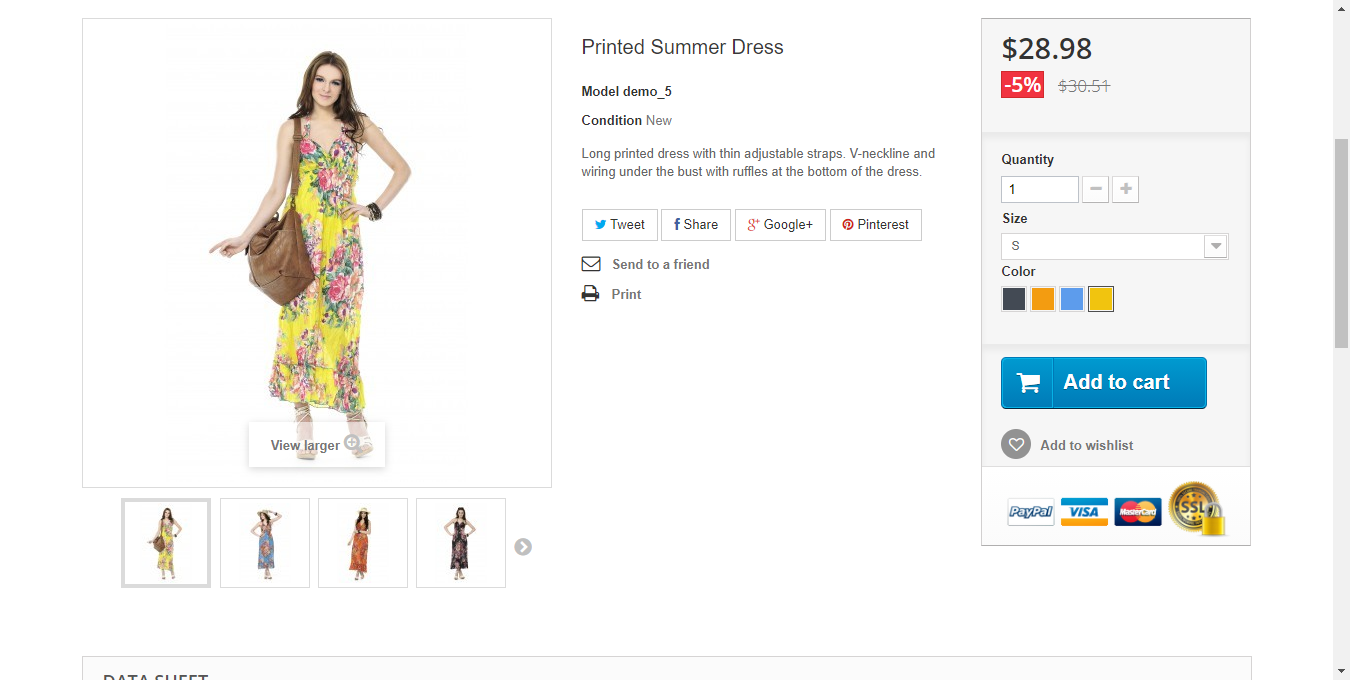 Printed Summer Dress
Model demo_5
Condition New
Long printed dress with thin adjustable straps. V-neckline and
wiring under the bust with ruffles at the bottom of the dress.
Tweet
Share
Google+
Pinterest
Send to a friend
Print
View larger
$28.98
-5% $30.51
Quantity
1
Size
S
Color
Add to cart
Add to wishlist
PayPal
VISA
MasterCard
SSL
DATA SHEET